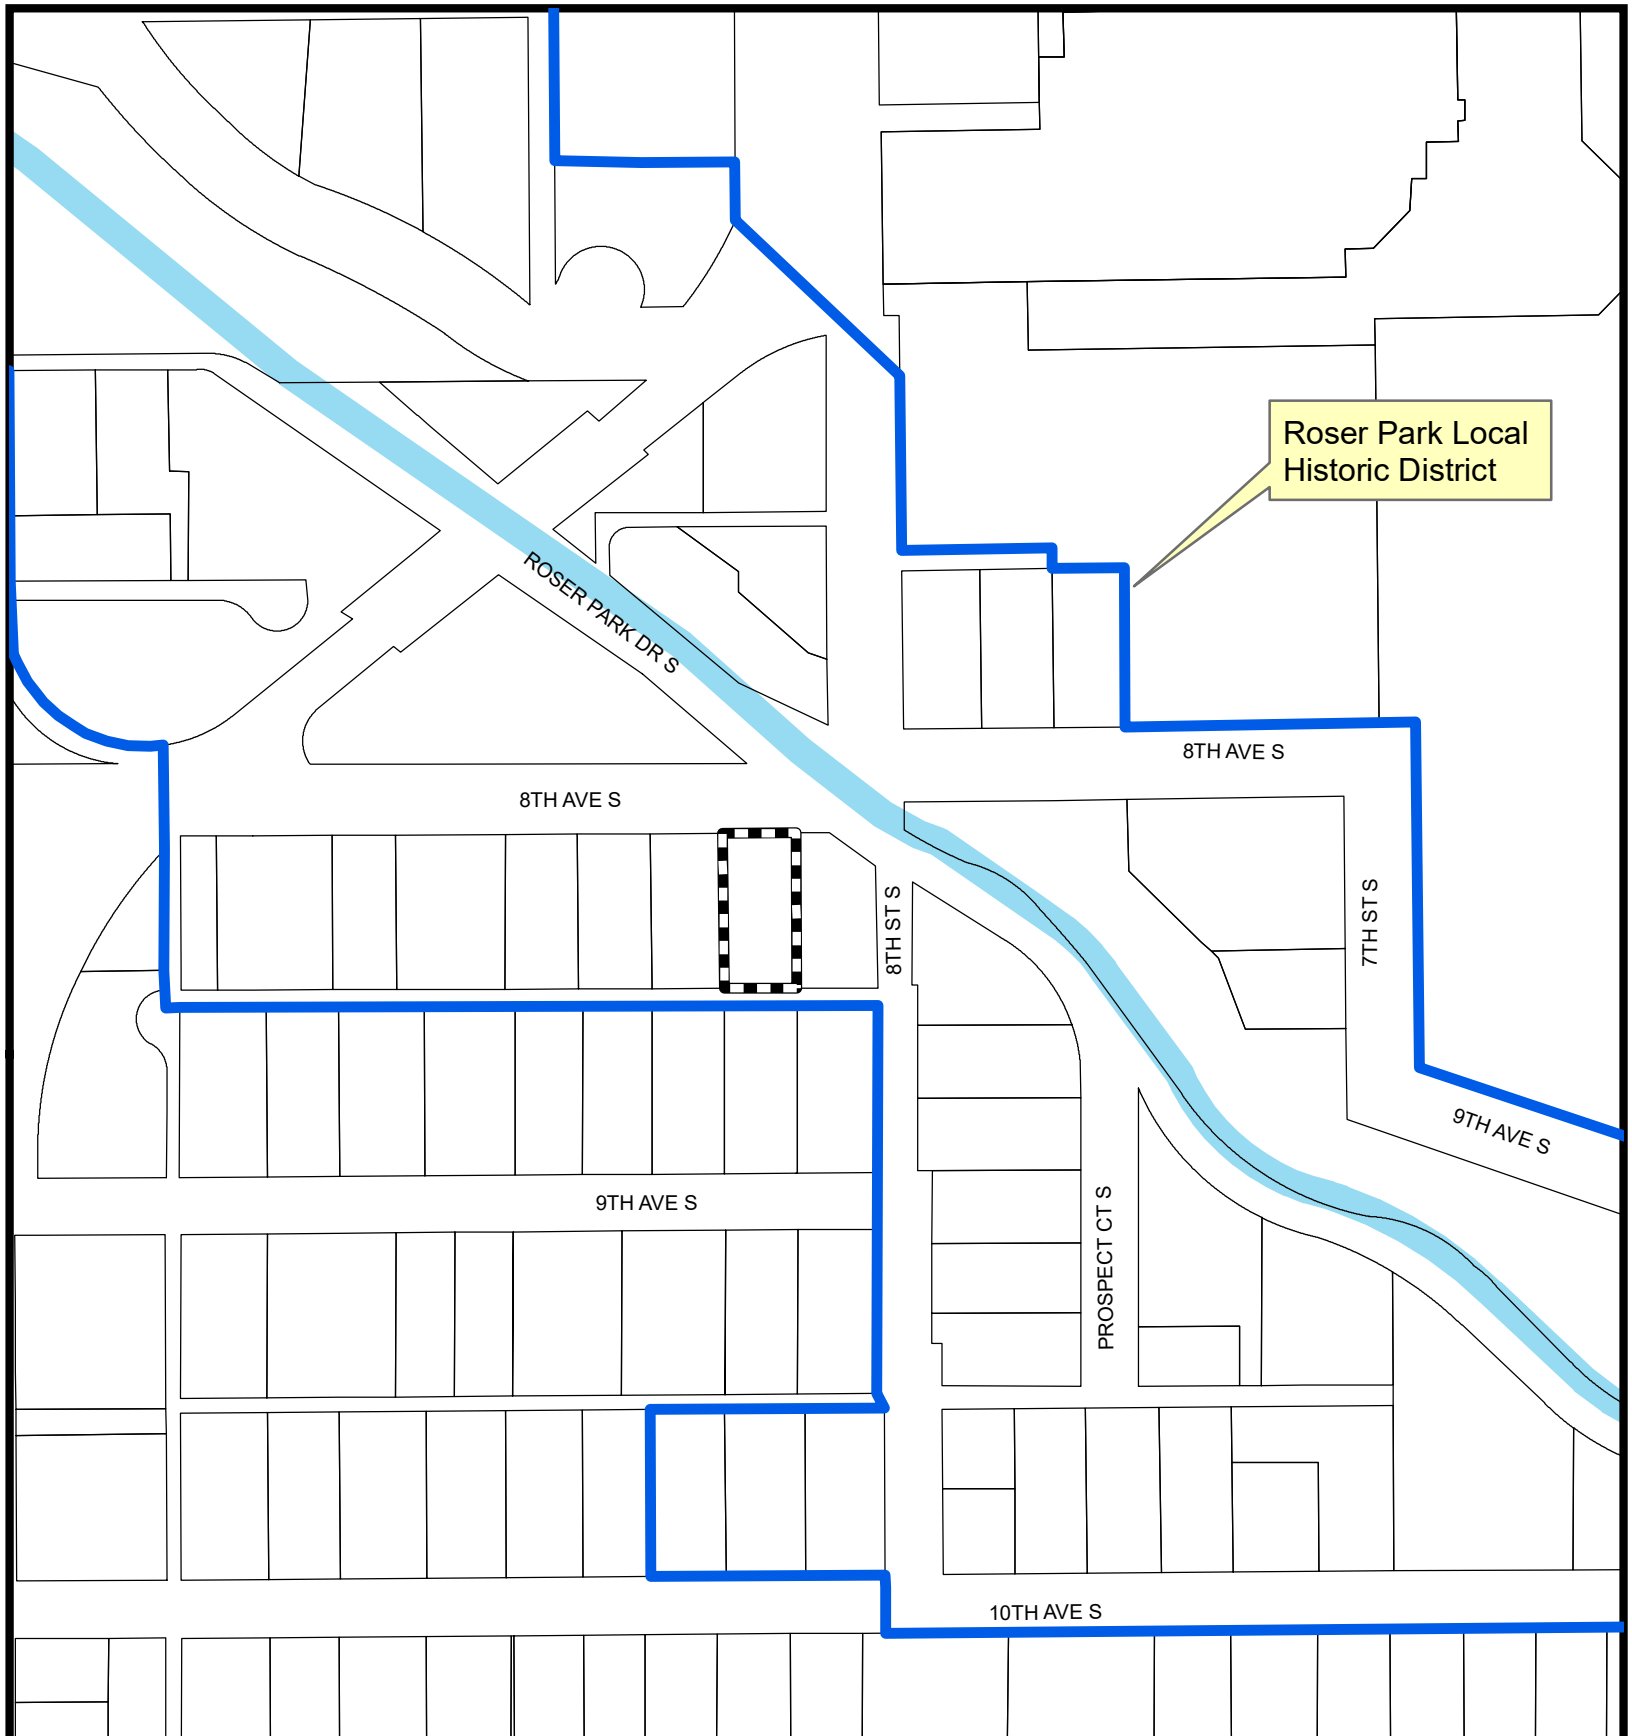 Roser Park Local
Historic District
ROSER PARK DR S
8TH AVE S
8TH AVE S
8TH ST S
7TH ST S
9TH AVE S
9TH AVE S
PROSPECT CT S
10TH AVE S